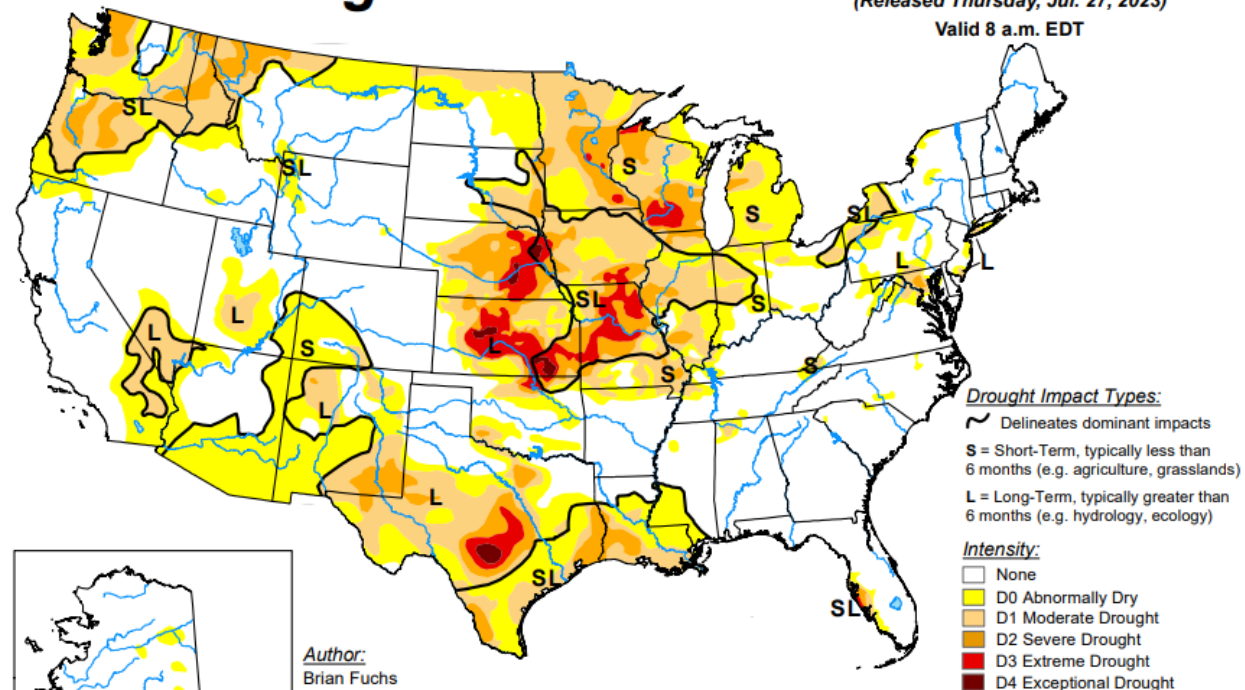 (Released Thursday, Jul. 27, 2023)
Valid 8 a.m. EDT
SL
SL
S
S
SL
L
L
S
S
S
SL
L
L
S
L
L
SL
SL
Drought Impact Types:
Delineates dominant impacts
S = Short-Term, typically less than
6 months (e.g. agriculture, grasslands)
L = Long-Term, typically greater than
6 months (e.g. hydrology, ecology)
Intensity:
None
D0 Abnormally Dry
D1 Moderate Drought
D2 Severe Drought
D3 Extreme Drought
D4 Exceptional Drought
Author:
Brian Fuchs